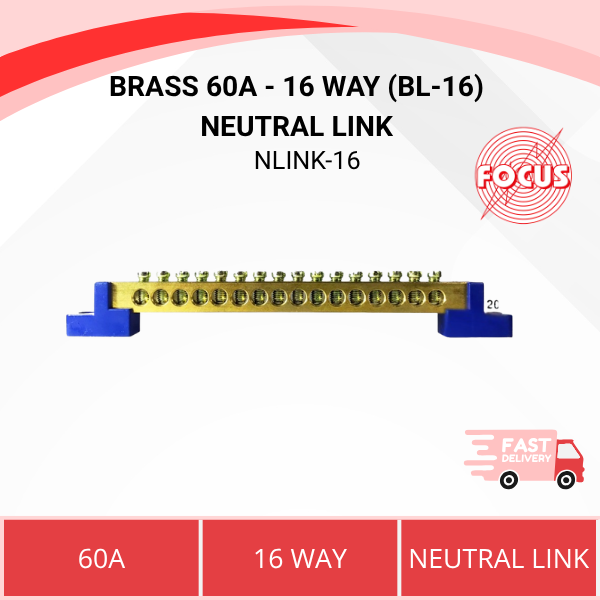 BRASS 60A - 16 WAY (BL-16)
NEUTRAL LINK
NLINK-16
FOCUS
20
FAST
DELIVERY
60A
16 WAY
NEUTRAL LINK